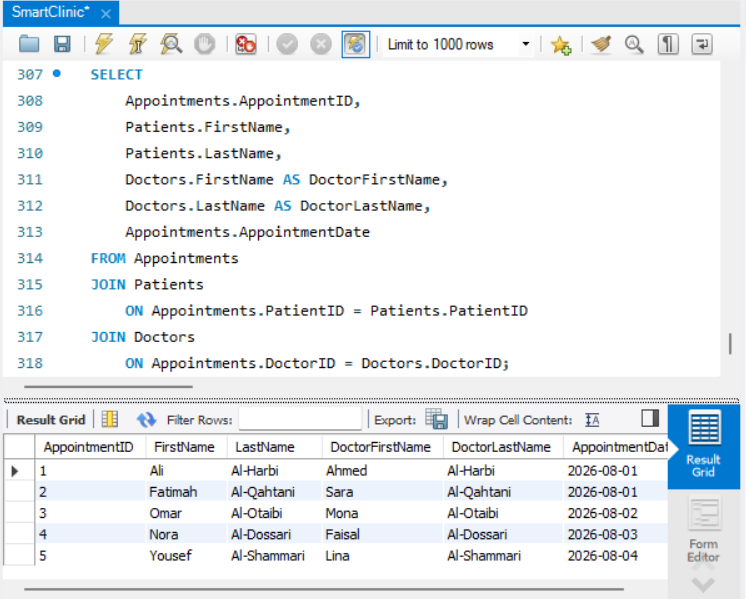 SmartClinic*
Limit to 1000 rows
307 SELECT
308 Appointments.AppointmentID,
309 Patients.FirstName,
310 Patients.LastName,
311 Doctors.FirstName AS DoctorFirstName,
312 Doctors.LastName AS DoctorLastName,
313 Appointments.AppointmentDate
314 FROM Appointments
315 JOIN Patients
316 ON Appointments.PatientID = Patients.PatientID
317 JOIN Doctors
318 ON Appointments.DoctorID = Doctors.DoctorID;
Result Grid Filter Rows: Export: Wrap Cell Content: IA
AppointmentID FirstName LastName DoctorFirstName DoctorLastName AppointmentDat
1 Ali Al-Harbi Ahmed Al-Harbi 2026-08-01
2 Fatimah Al-Qahtani Sara Al-Qahtani 2026-08-01
3 Omar Al-Otaibi Mona Al-Otaibi 2026-08-02
4 Nora Al-Dossari Faisal Al-Dossari 2026-08-03
5 Yousef Al-Shammari Lina Al-Shammari 2026-08-04
Result
Grid
Form
Editor